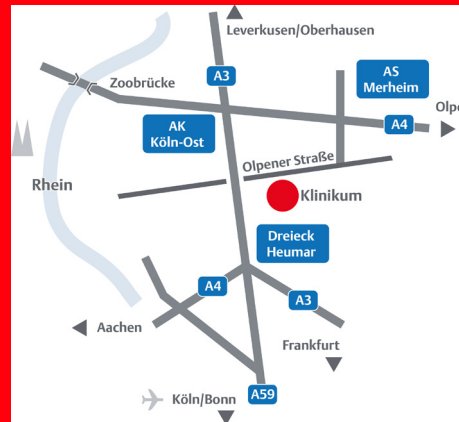 Leverkusen/Oberhausen
A3
Zoobrücke
AS
Merheim
Olpe
A4
AK
Köln-Ost
Olpener Straße
Rhein
Klinikum
Dreieck
Heumar
A4
A3
Aachen
Frankfurt
Köln/Bonn
A59